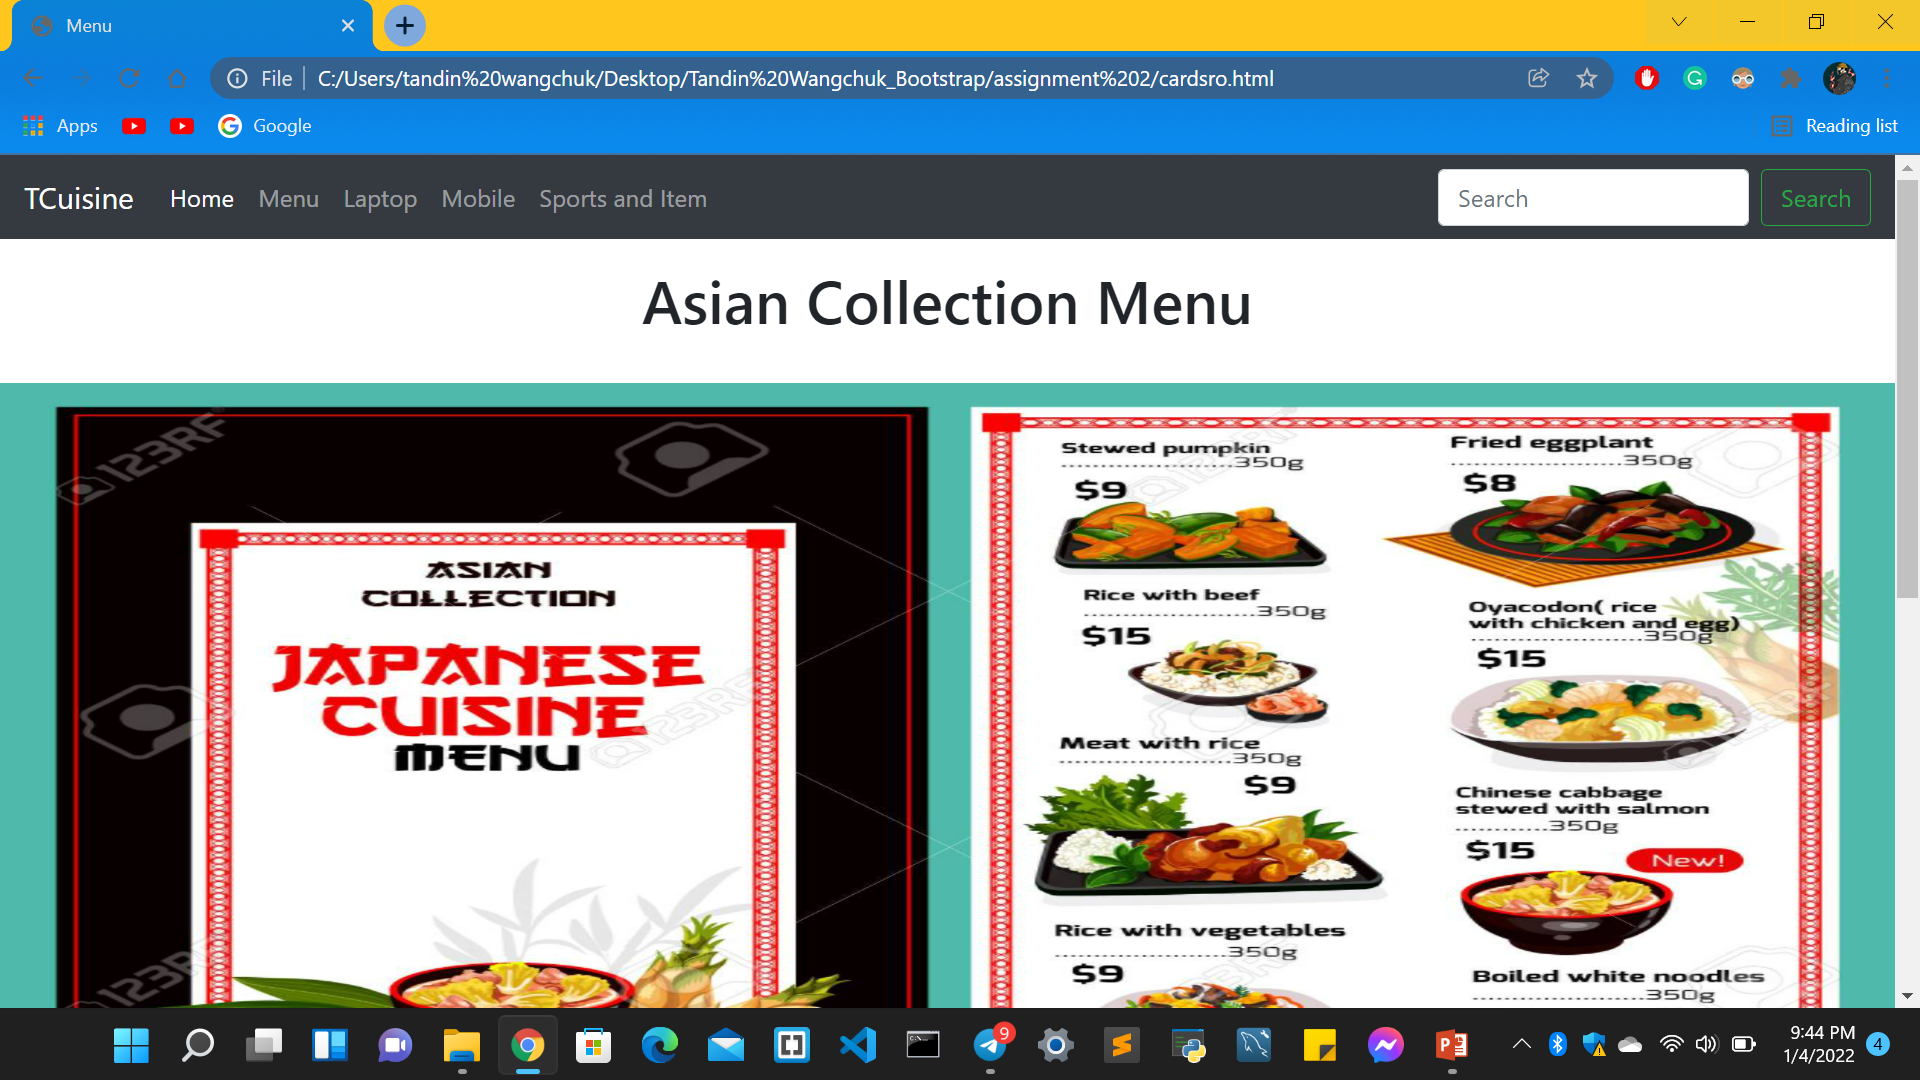 Menu
File
C:/Users/tandin%20wangchuk/Desktop/Tandin%20Wangchuk_Bootstrap/assignment%202/cardsro.html
Apps
Google
Reading list
TCuisine Home Menu Laptop Mobile Sports and Item Search Search
Asian Collection Menu
123RF
ASIAN
COLLECTION
JAPANESE
CUISINE
MENU
123RF
123RF
Stewed pumpkin
350g
$9
Rice with beef
350g
$15
Meat with rice
350g
$9
Rice with vegetables
350g
$9
Fried eggplant
350g
$8
Oyacodon( rice
with chicken and egg)
350g
$15
Chinese cabbage
stewed with salmon
350g
$15
New!
Boiled white noodles
350g
9
9:44 PM
1/4/2022
4